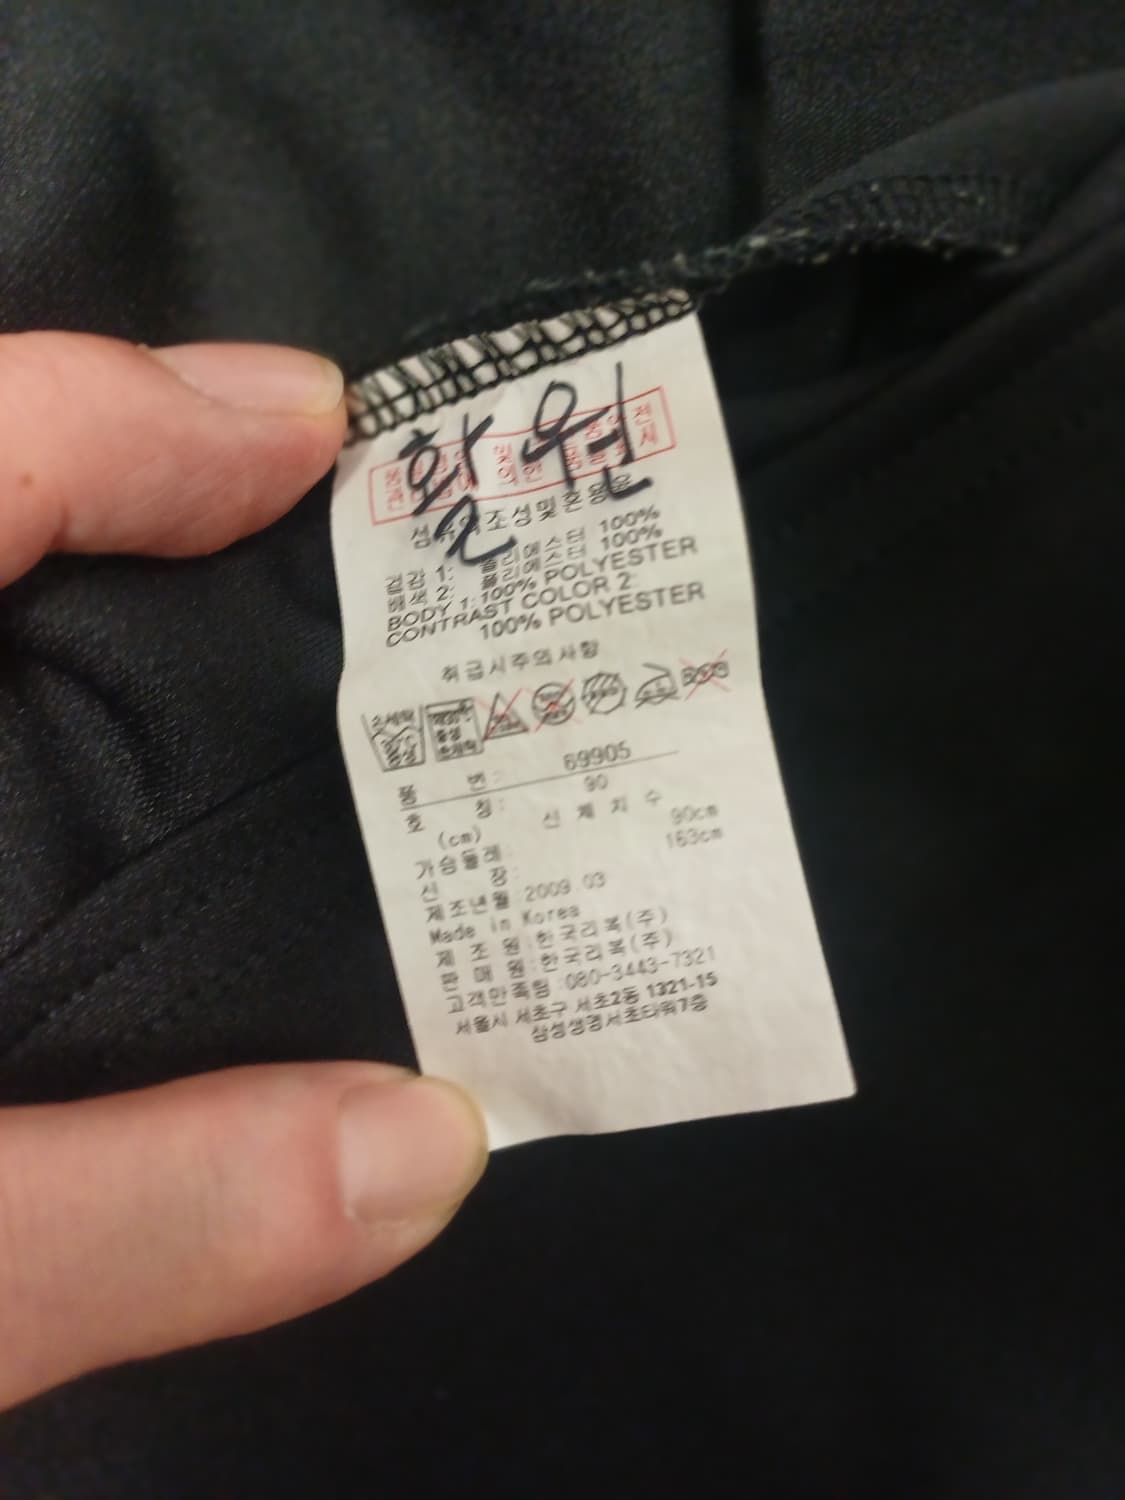 활원
섬유의조성및혼용율
겉감 1: 폴리에스터 100%
배색 2: 폴리에스터 100%
BODY 1: 100% POLYESTER
CONTRAST COLOR 2:
100% POLYESTER
취급시주의사항
품 번: 69905
호 칭: 90
(cm) 신 체 치 수
가슴둘레: 90cm
신 장: 163cm
제조년월:2009.03
Made in Korea
제 조 원:한국리복(주)
판 매 원:한국리복(주)
고객만족팀:080-3443-7321
서울시 서초구 서초2동 1321-15
삼성생명서초타워7층